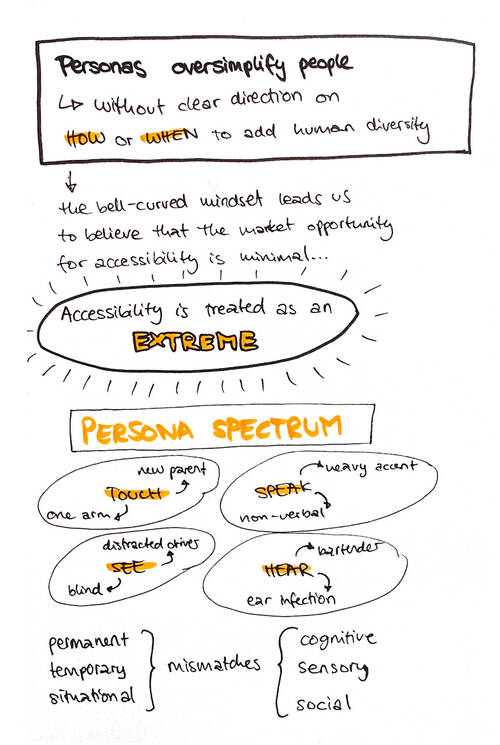 Personas oversimplify people
↳ without clear direction on
HOW or WHEN to add human diversity
↓
the bell-curved mindset leads us
to believe that the market opportunity
for accessibility is minimal...
Accessibility is treated as an
EXTREME
PERSONA SPECTRUM
new parent
TOUCH
one arm
heavy accent
SPEAK
non-verbal
distracted driver
SEE
blind
bartender
HEAR
ear infection
permanent
temporary
situational
mismatches
cognitive
sensory
social